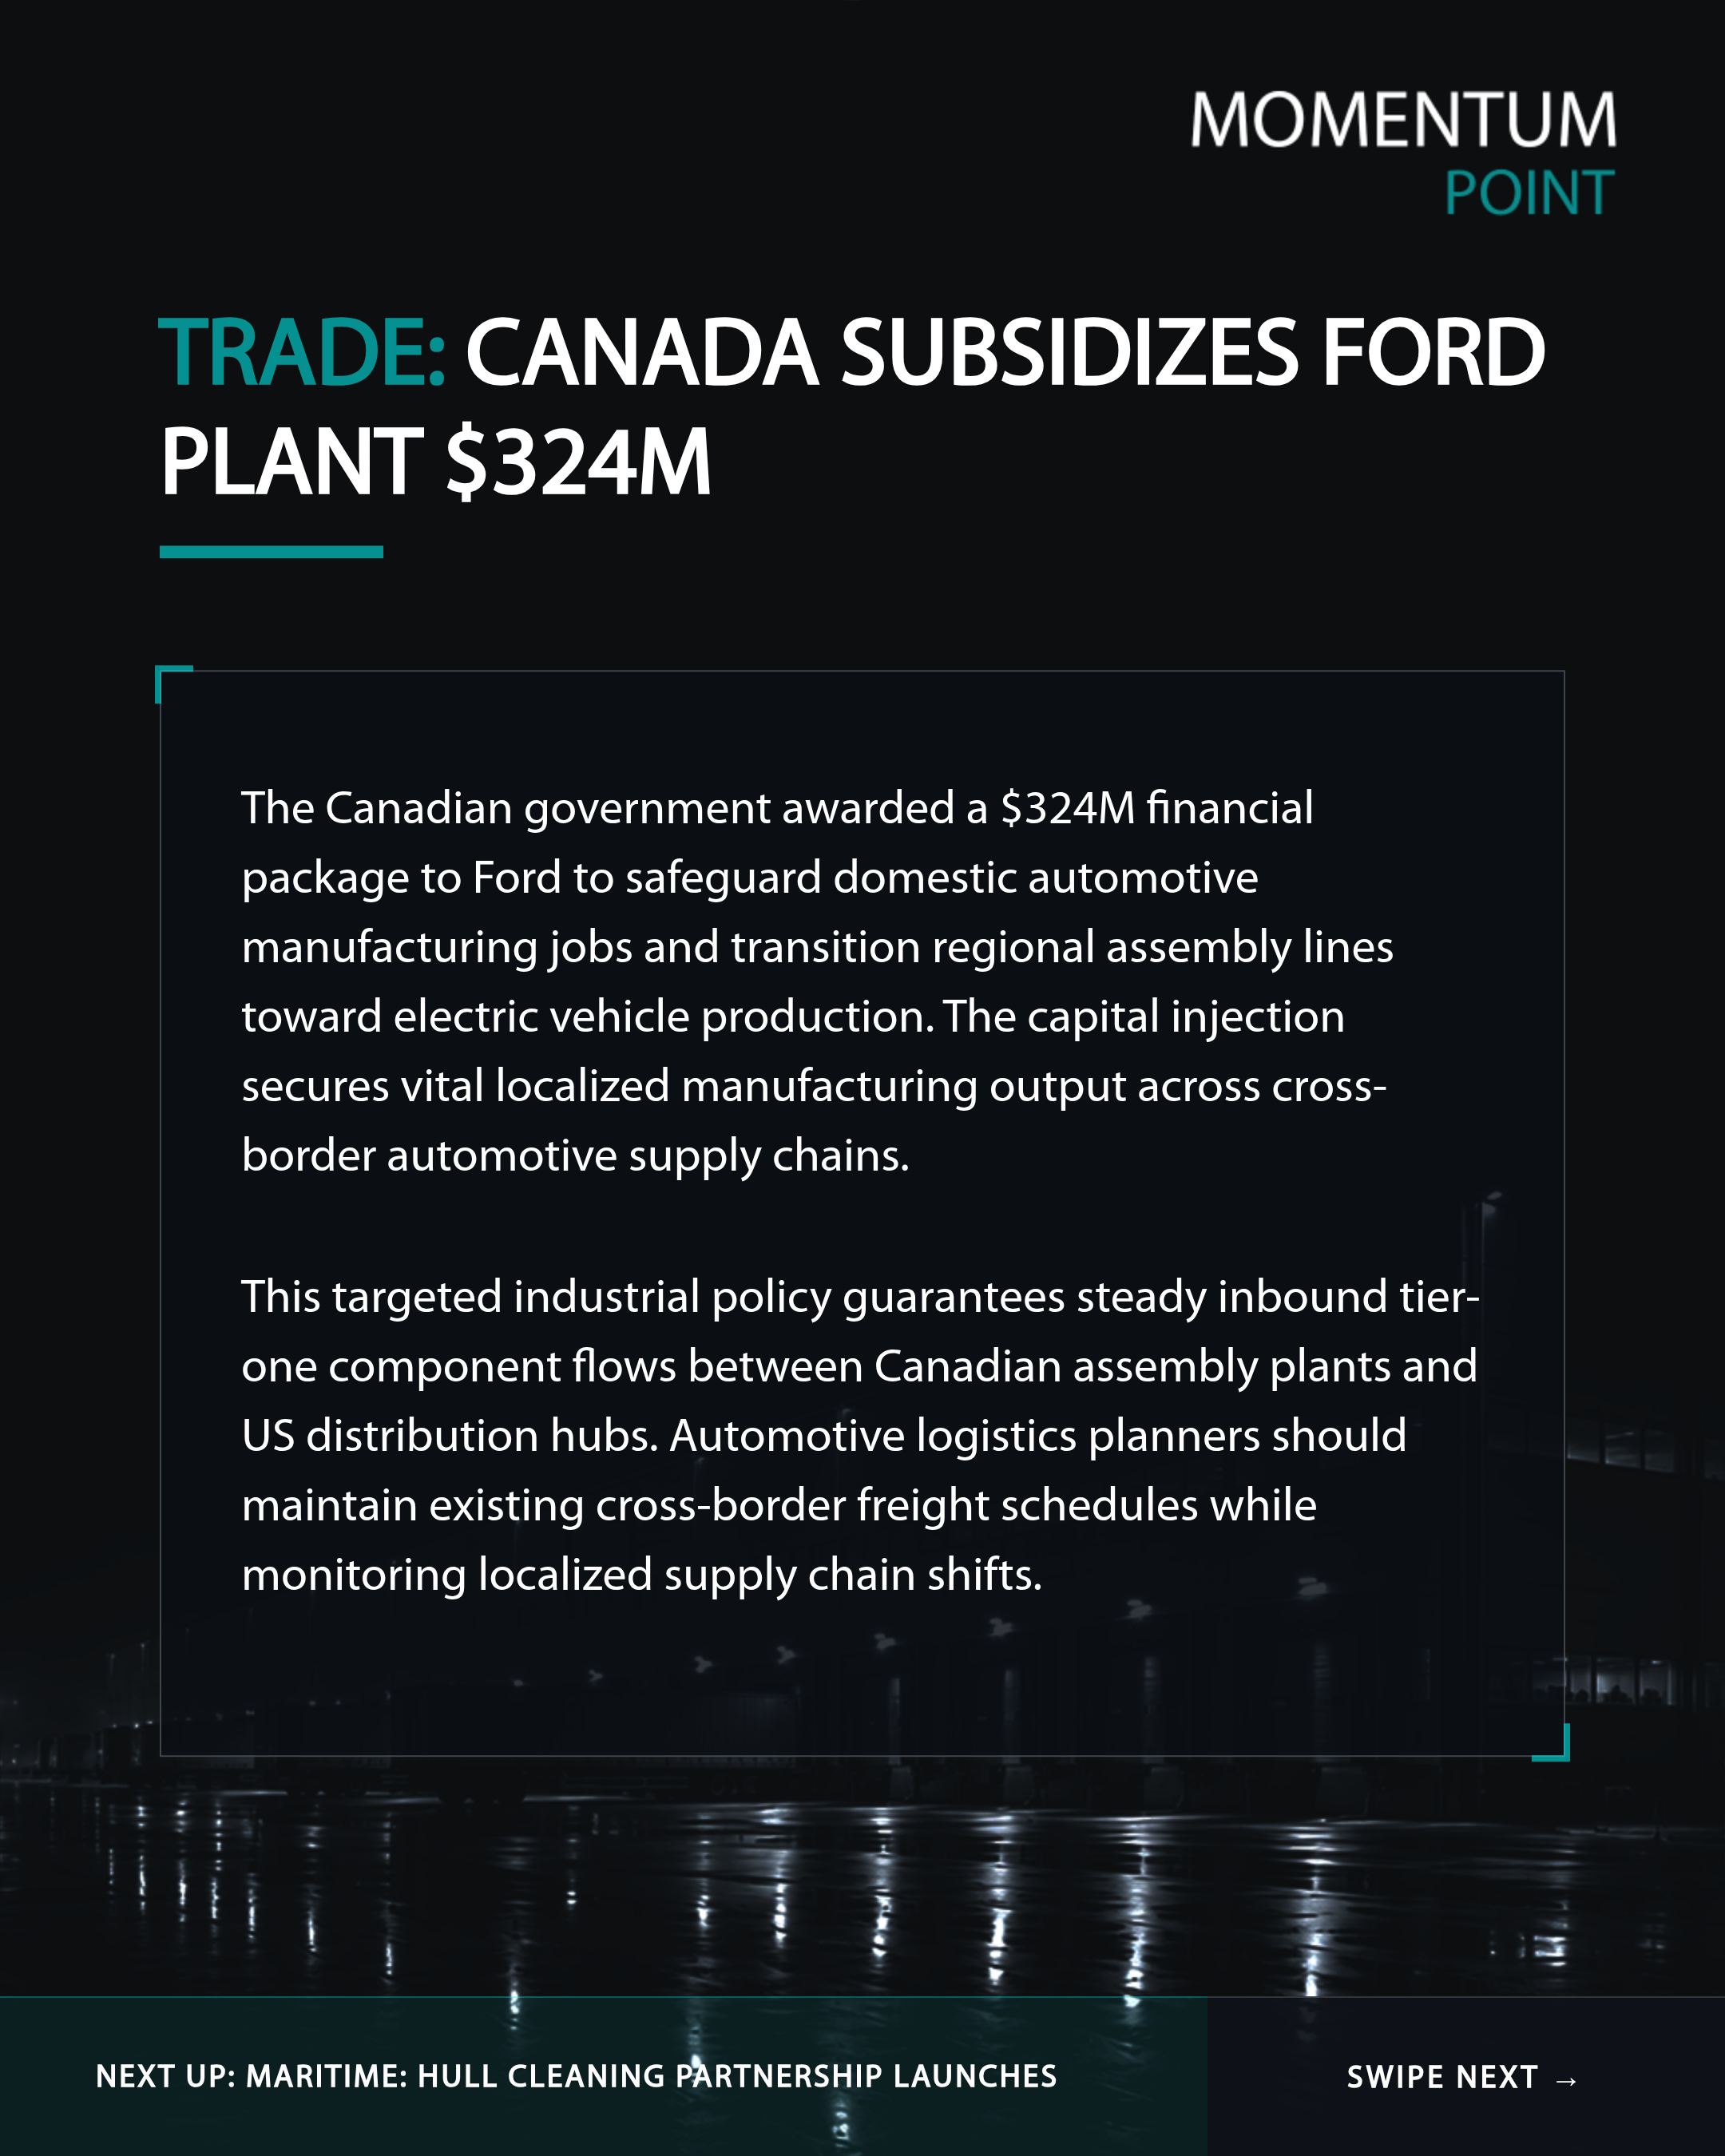 MOMENTUM
POINT
TRADE: CANADA SUBSIDIZES FORD
PLANT $324M
The Canadian government awarded a $324M financial
package to Ford to safeguard domestic automotive
manufacturing jobs and transition regional assembly lines
toward electric vehicle production. The capital injection
secures vital localized manufacturing output across cross-
border automotive supply chains.
This targeted industrial policy guarantees steady inbound tier-
one component flows between Canadian assembly plants and
US distribution hubs. Automotive logistics planners should
maintain existing cross-border freight schedules while
monitoring localized supply chain shifts.
NEXT UP: MARITIME: HULL CLEANING PARTNERSHIP LAUNCHES
SWIPE NEXT →